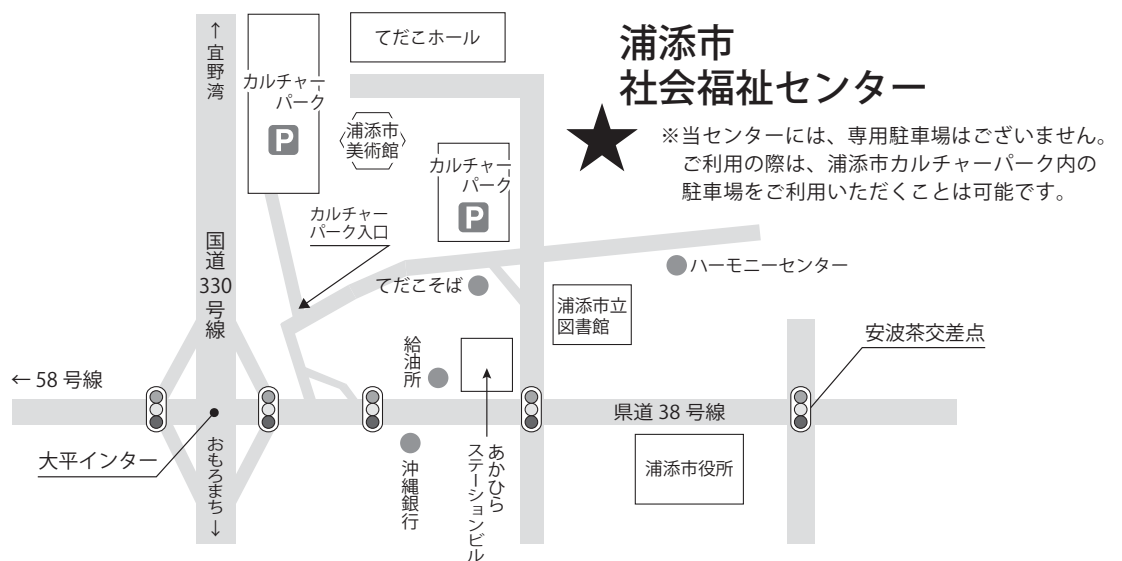 ↑宜野湾
てだこホール
浦添市
社会福祉センター
カルチャー
パーク
P
浦添市
美術館
※当センターには、専用駐車場はございません。
ご利用の際は、浦添市カルチャーパーク内の
駐車場をご利用いただくことは可能です。
カルチャー
パーク
P
カルチャー
パーク入口
国道330号線
ハーモニーセンター
てだこそば
浦添市立
図書館
安波茶交差点
給油所
←58号線
県道38号線
大平インター
おもろまち↓
沖縄銀行
あかひら
ステーションビル
浦添市役所